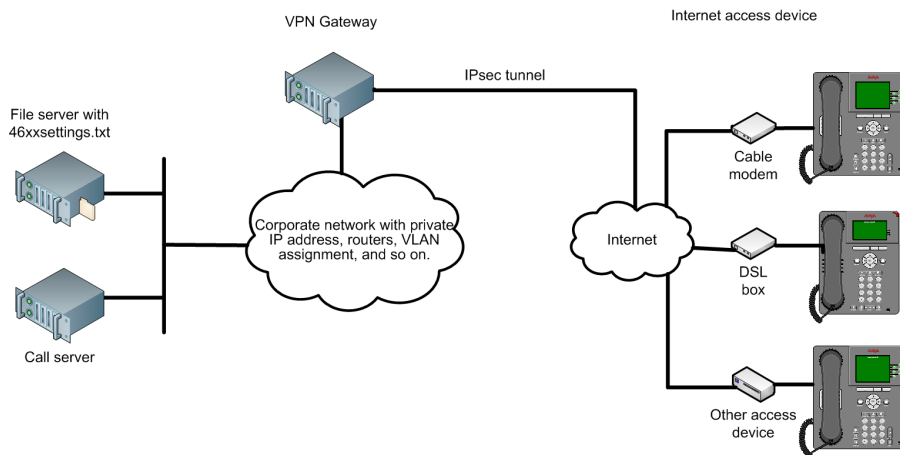 Internet access device
VPN Gateway
IPsec tunnel
File server with
46xxsettings.txt
Cable
modem
Corporate network with private
IP address, routers, VLAN
assignment, and so on.
Internet
DSL
box
Call server
Other access
device